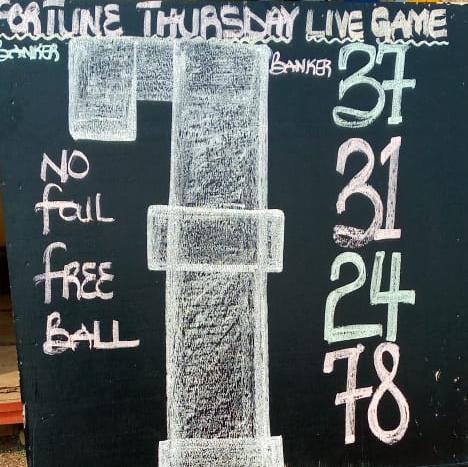 FORTUNE THURSDAY LIVE GAME
BANKER
NO
FOUL
FREE
BALL
BANKER 37
31
24
78